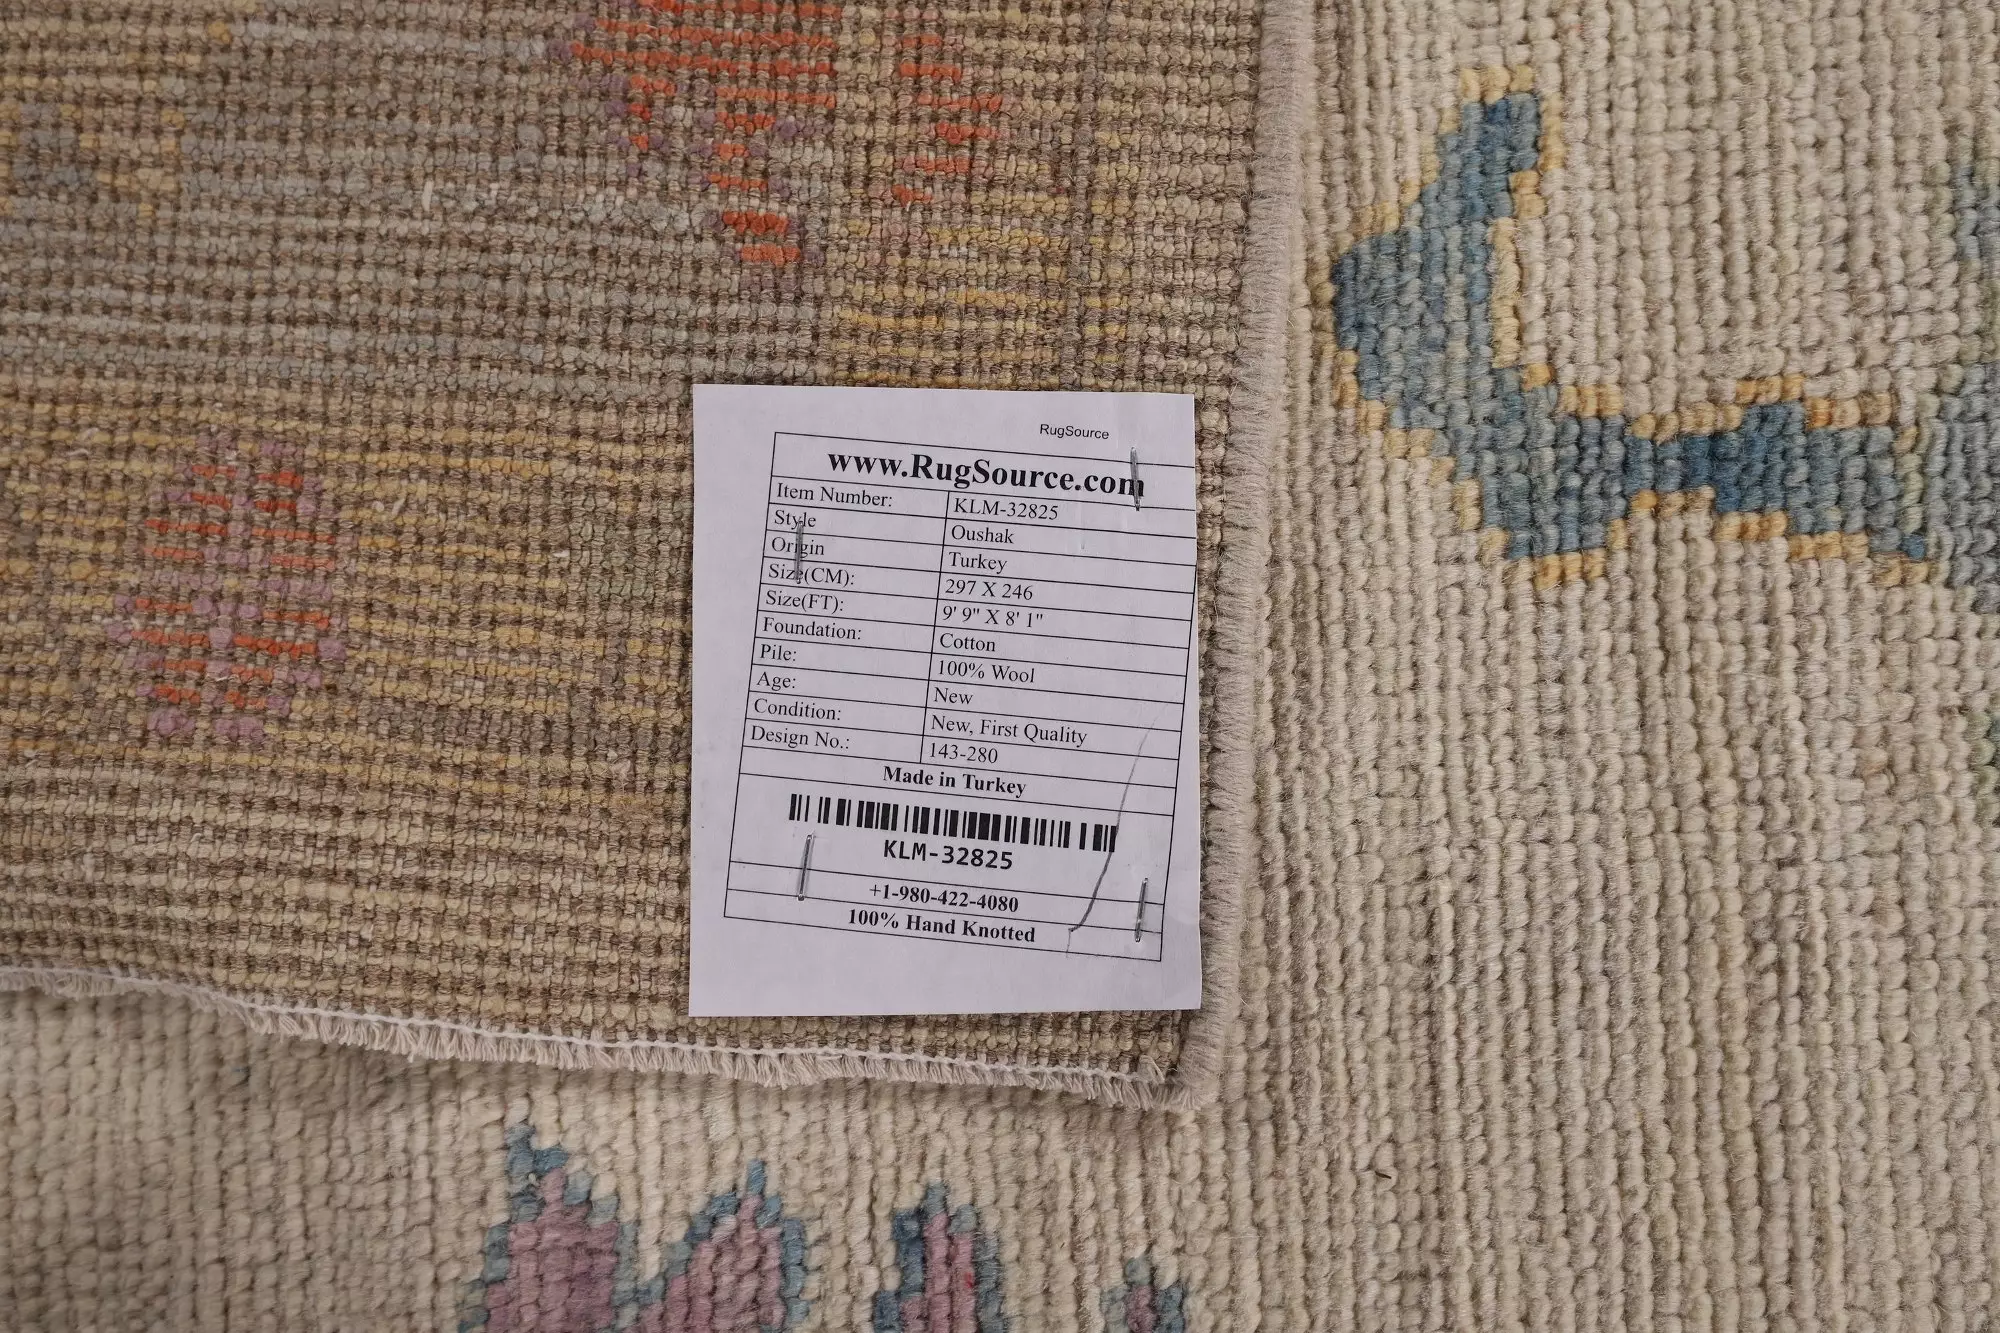 RugSource
www.RugSource.com
Item Number: KLM-32825
Style Oushak
Origin Turkey
Size(CM): 297 X 246
Size(FT): 9' 9" X 8' 1"
Foundation: Cotton
Pile: 100% Wool
Age: New
Condition: New, First Quality
Design No.: 143-280
Made in Turkey
KLM-32825
+1-980-422-4080
100% Hand Knotted